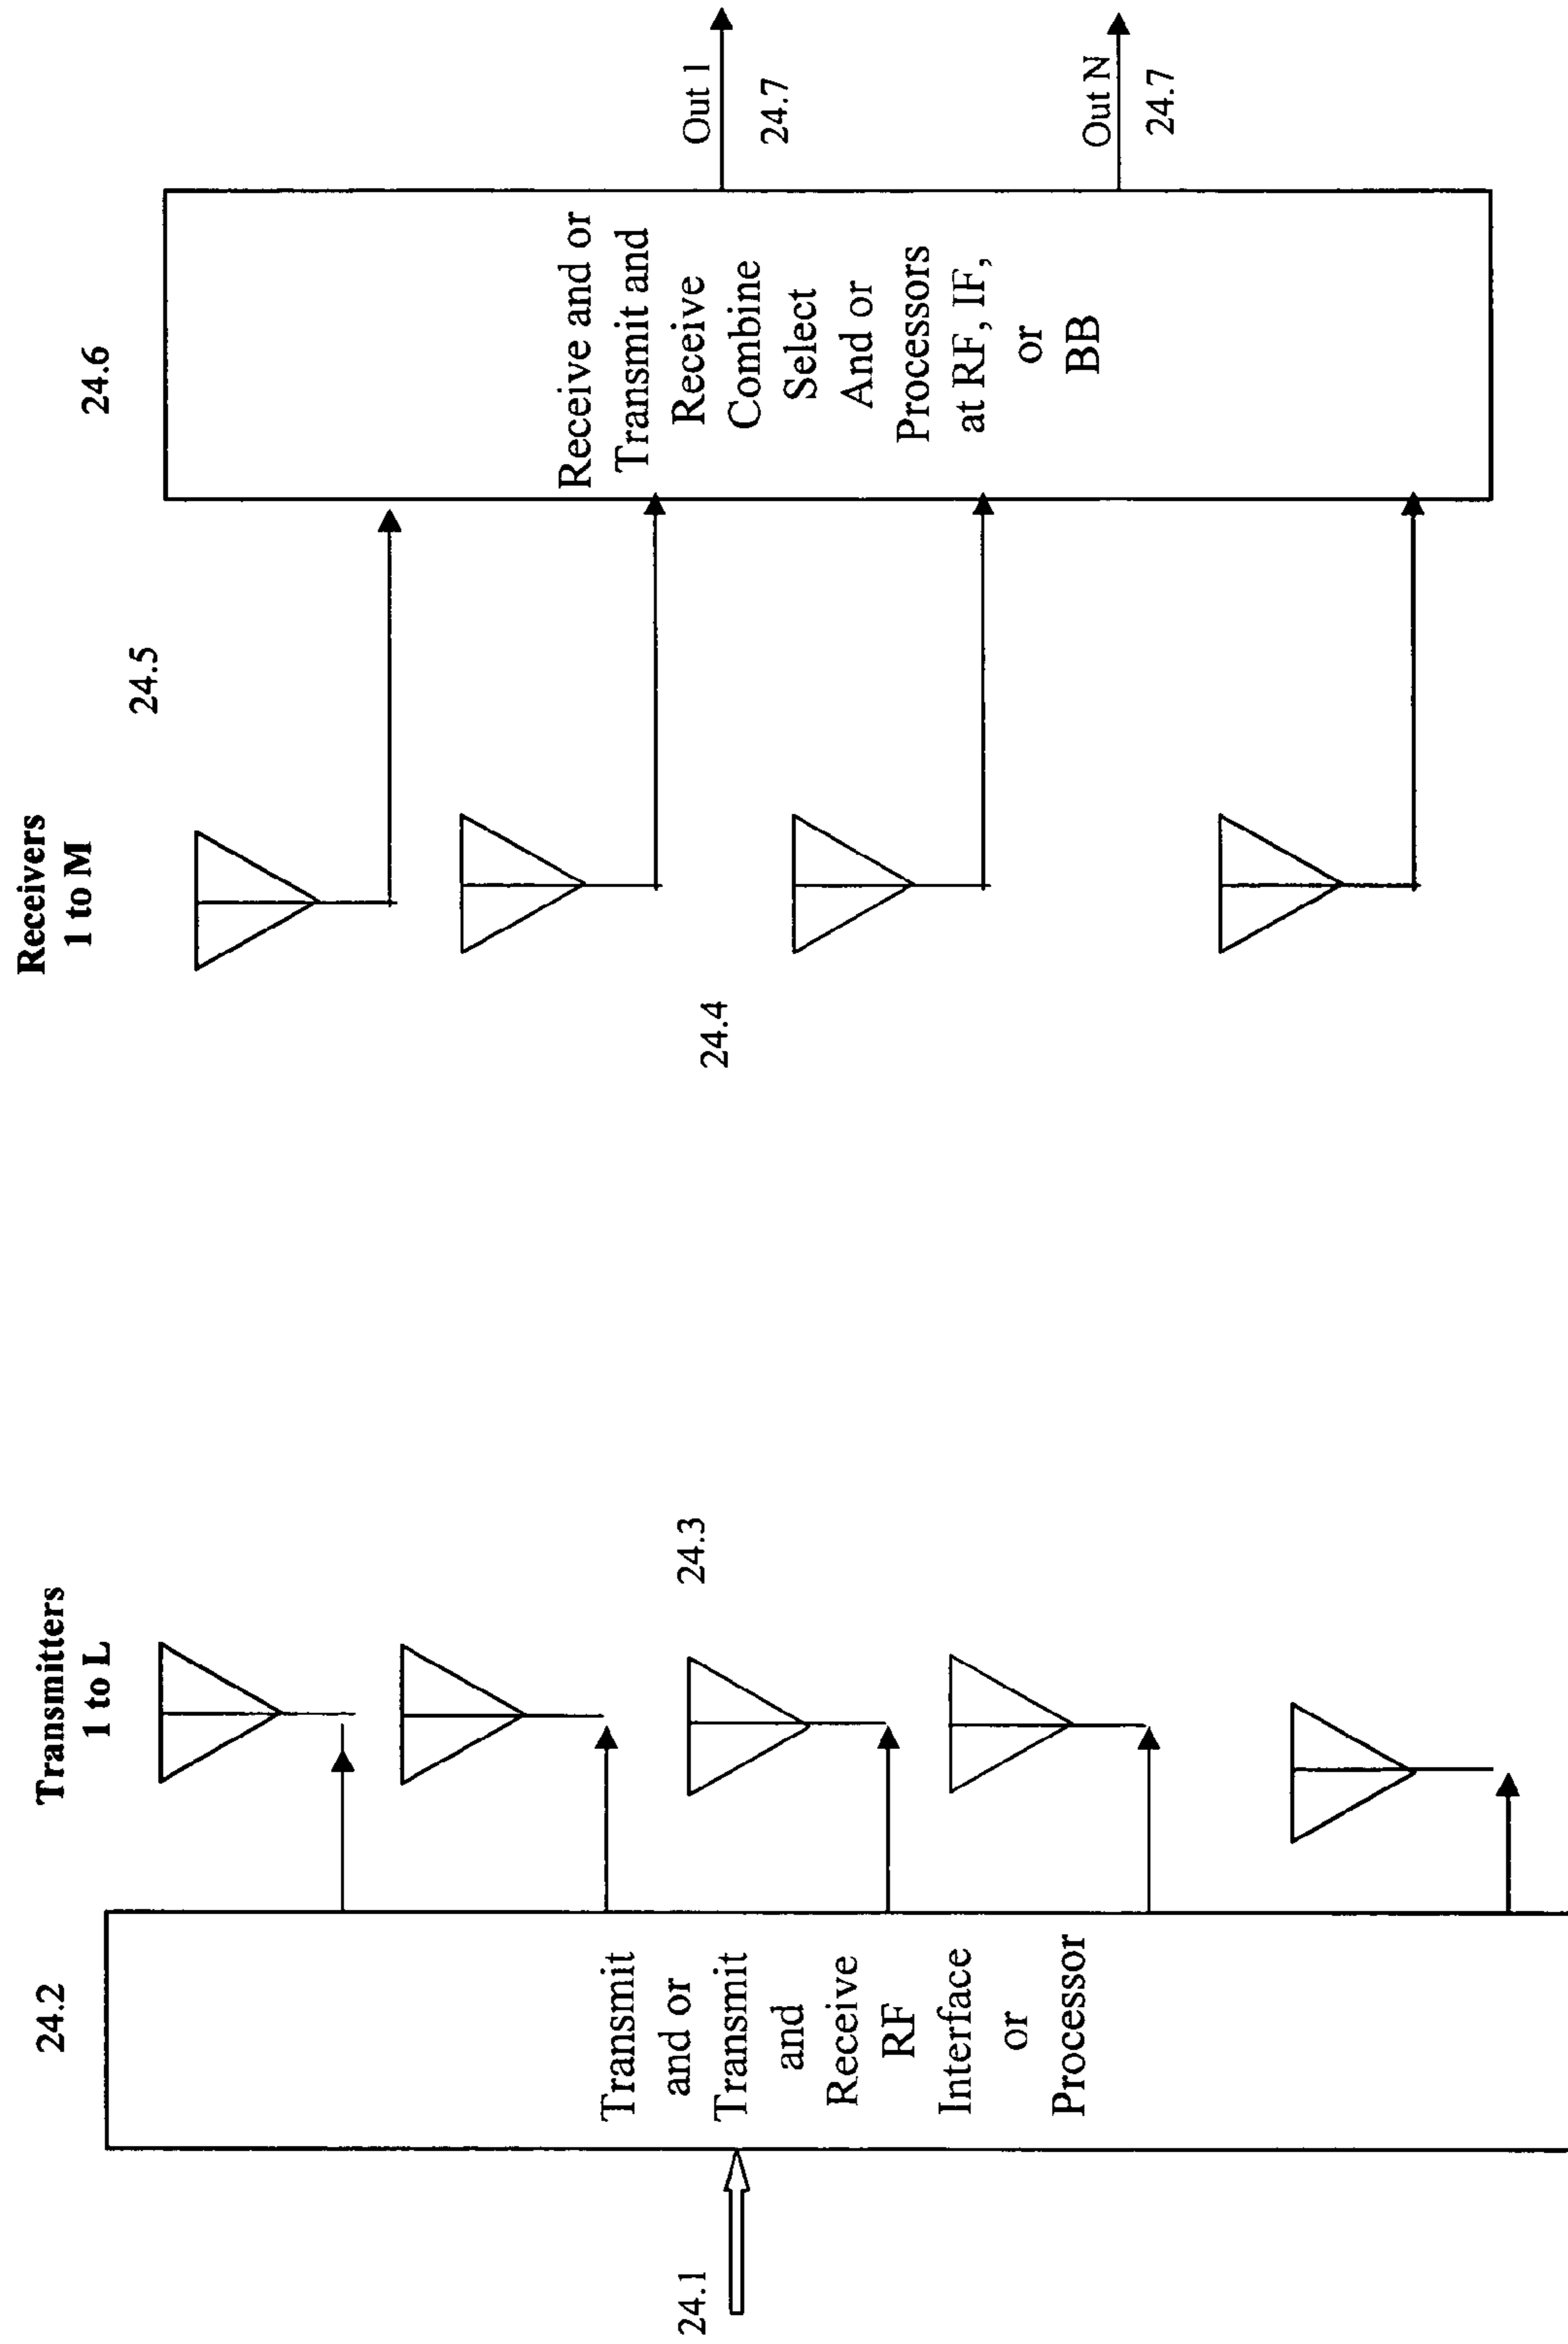 Transmitters
1 to L
Receivers
1 to M
24.2
24.6
24.5
24.1
24.3
24.4
Transmit
and or
Transmit
and
Receive
RF
Interface
or
Processor
Receive and or
Transmit and
Receive
Combine
Select
And or
Processors
at RF, IF,
or
BB
Out 1
24.7
Out N
24.7